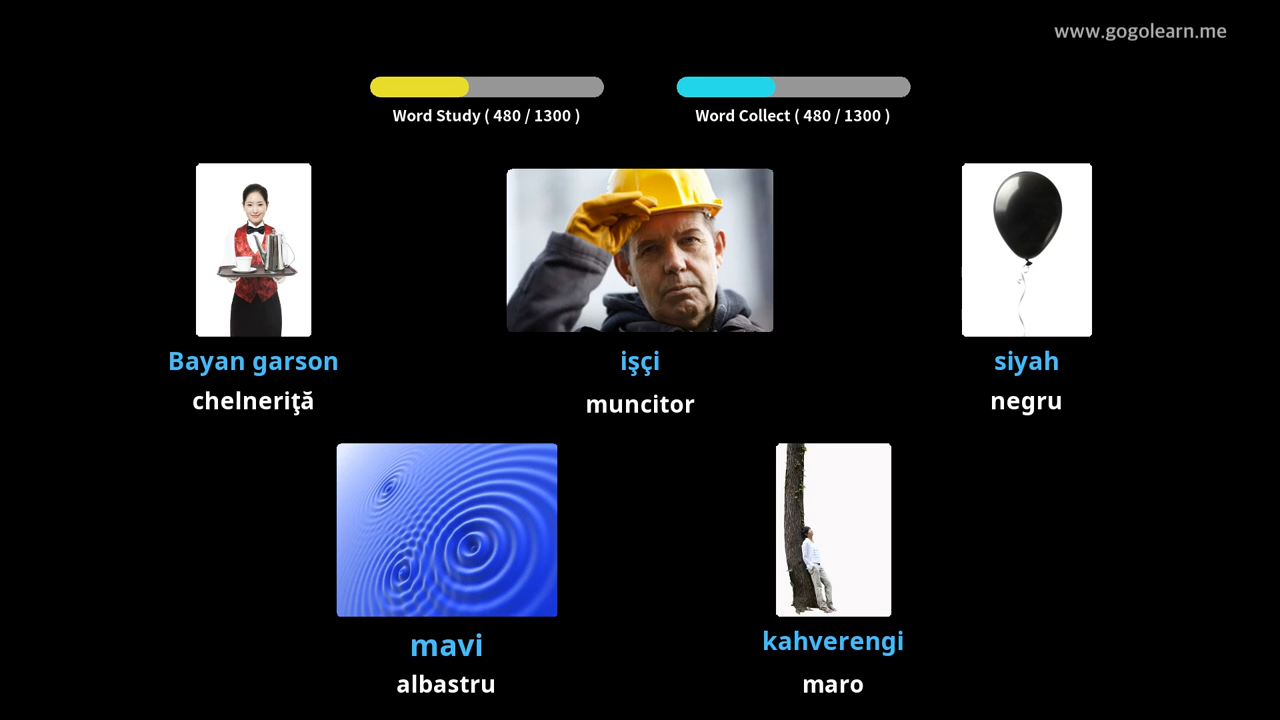 www.gogolearn.me
Word Study ( 480 / 1300 )
Word Collect ( 480 / 1300 )
Bayan garson
işçi
siyah
chelneriţă
muncitor
negru
mavi
kahverengi
albastru
maro